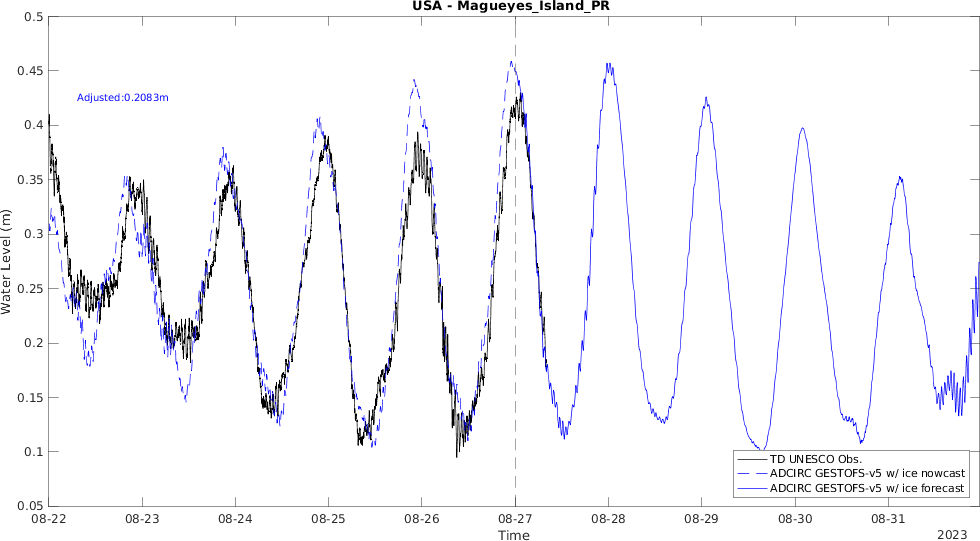 USA - Magueyes_Island_PR
0.5
0.45
Adjusted:0.2083m
0.4
0.35
0.3
0.25
0.2
0.15
0.1
0.05
Water Level (m)
TD UNESCO Obs.
ADCIRC GESTOFS-v5 w/ ice nowcast
ADCIRC GESTOFS-v5 w/ ice forecast
08-22 08-23 08-24 08-25 08-26 08-27 08-28 08-29 08-30 08-31
Time
2023